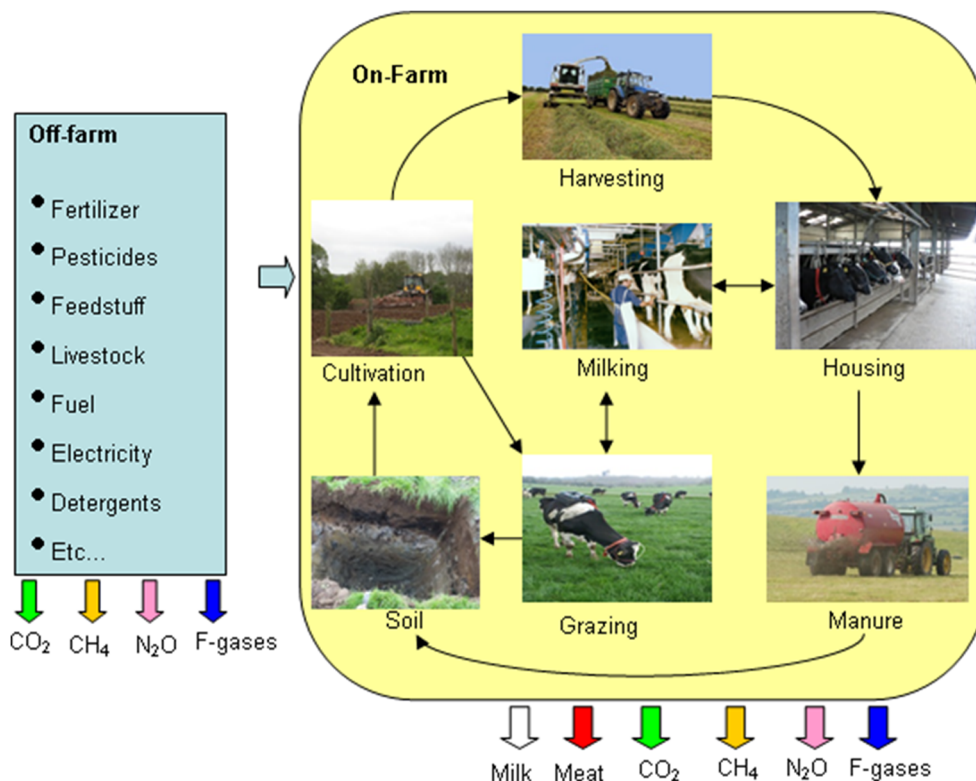 Off-farm
• Fertilizer
• Pesticides
• Feedstuff
• Livestock
• Fuel
• Electricity
• Detergents
• Etc...
CO₂
CH₄
N₂O
F-gases
On-Farm
Harvesting
Cultivation
Milking
Housing
Soil
Grazing
Manure
Milk
Meat
CO₂
CH₄
N₂O
F-gases